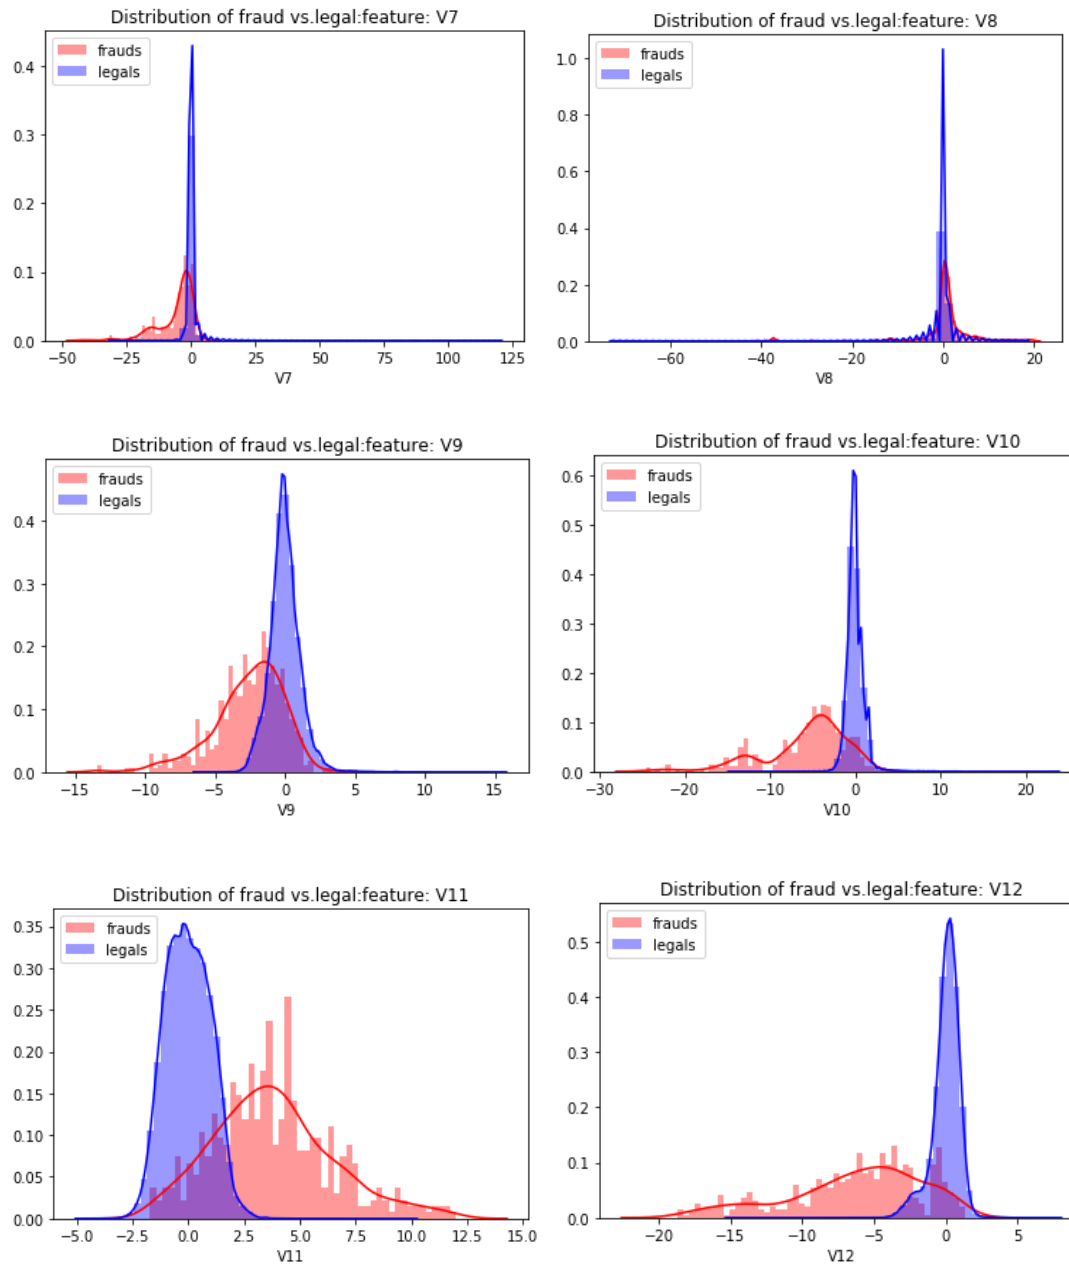 Distribution of fraud vs.legal:feature: V7
frauds
legals
0.4
0.3
0.2
0.1
0.0
−50 −25 0 25 50 75 100 125
V7
Distribution of fraud vs.legal:feature: V8
frauds
legals
1.0
0.8
0.6
0.4
0.2
0.0
−60 −40 −20 0 20
V8
Distribution of fraud vs.legal:feature: V9
frauds
legals
0.4
0.3
0.2
0.1
0.0
−15 −10 −5 0 5 10 15
V9
Distribution of fraud vs.legal:feature: V10
frauds
legals
0.6
0.5
0.4
0.3
0.2
0.1
0.0
−30 −20 −10 0 10 20
V10
Distribution of fraud vs.legal:feature: V11
frauds
legals
0.35
0.30
0.25
0.20
0.15
0.10
0.05
0.00
−5.0 −2.5 0.0 2.5 5.0 7.5 10.0 12.5 15.0
V11
Distribution of fraud vs.legal:feature: V12
frauds
legals
0.5
0.4
0.3
0.2
0.1
0.0
−20 −15 −10 −5 0 5
V12